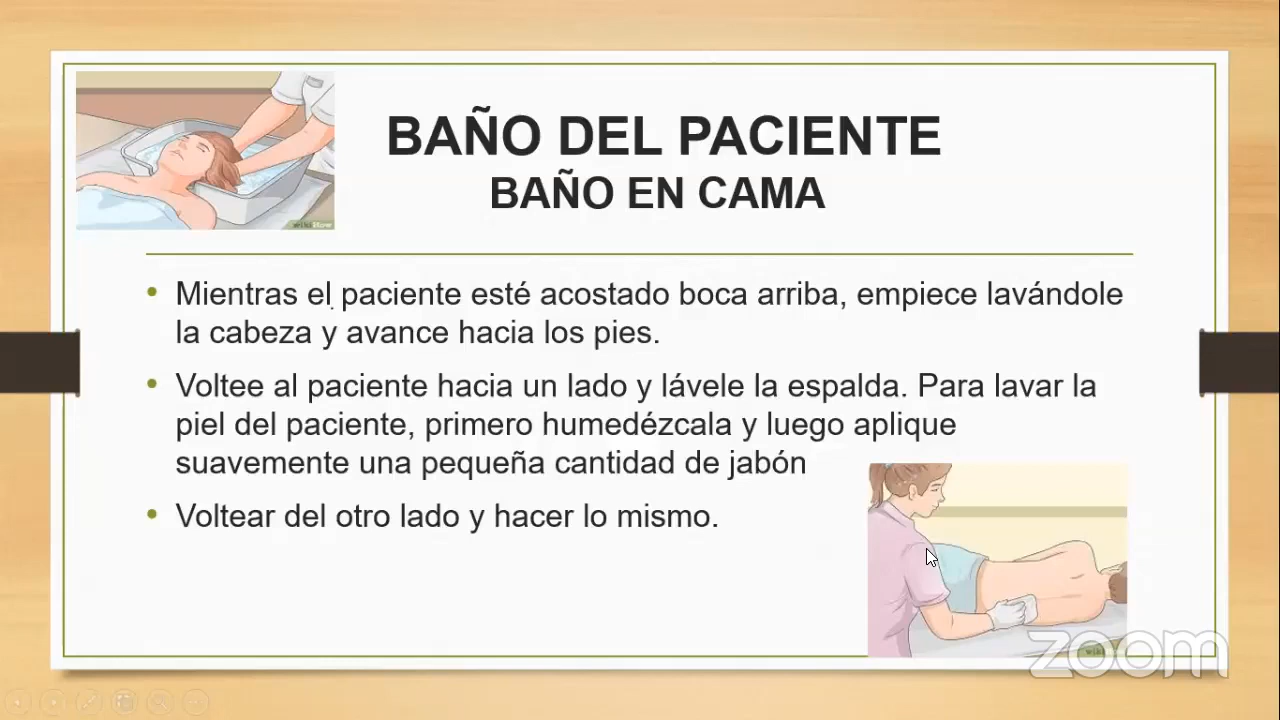 BAÑO DEL PACIENTE
BAÑO EN CAMA
• Mientras el paciente esté acostado boca arriba, empiece lavándole
la cabeza y avance hacia los pies.
• Voltee al paciente hacia un lado y lávele la espalda. Para lavar la
piel del paciente, primero humedézcala y luego aplique
suavemente una pequeña cantidad de jabón
• Voltear del otro lado y hacer lo mismo.
wikiHow
zoom